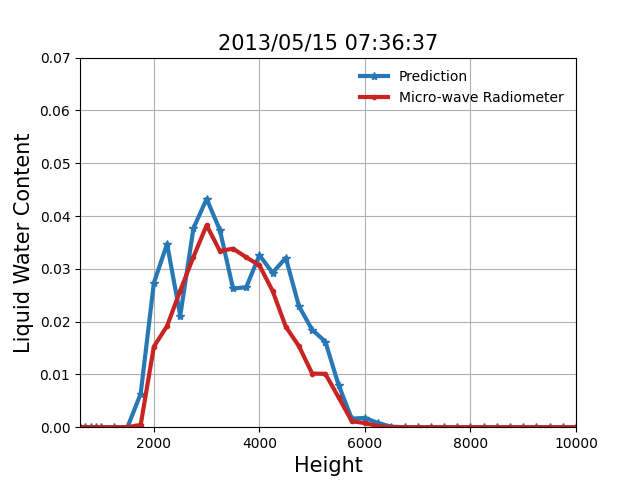 2013/05/15 07:36:37
0.07
0.06
0.05
0.04
0.03
0.02
0.01
0.00
Liquid Water Content
Prediction
Micro-wave Radiometer
2000 4000 6000 8000 10000
Height